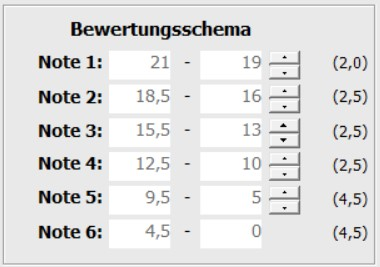 Bewertungsschema
Note 1: 21 - 19 (2,0)
Note 2: 18,5 - 16 (2,5)
Note 3: 15,5 - 13 (2,5)
Note 4: 12,5 - 10 (2,5)
Note 5: 9,5 - 5 (4,5)
Note 6: 4,5 - 0 (4,5)